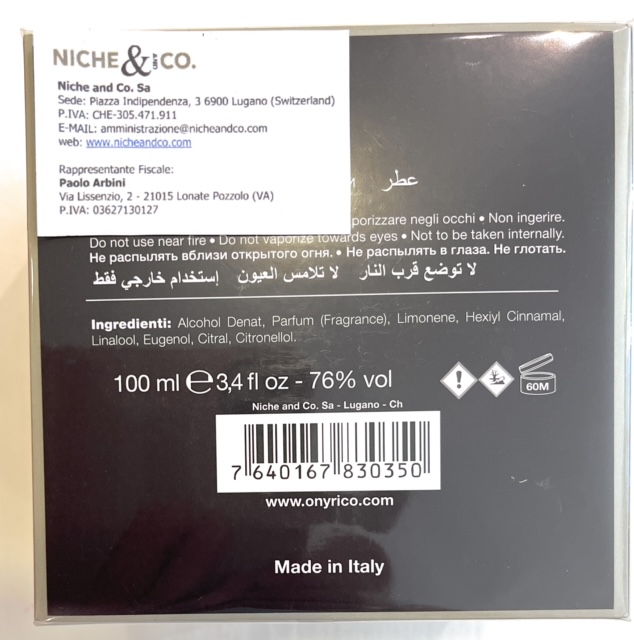 NICHE & CO.
Niche and Co. Sa
Sede: Piazza Indipendenza, 3 6900 Lugano (Switzerland)
P.IVA: CHE-305.471.911
E-MAIL: amministrazione@nicheandco.com
web: www.nicheandco.com
Rappresentante Fiscale:
Paolo Arbini
Via Lissenzio, 2 - 21015 Lonate Pozzolo (VA)
P.IVA: 03627130127
عطر
porizzare negli occhi • Non ingerire.
Do not use near fire • Do not vaporize towards eyes • Not to be taken internally.
Не распылять вблизи открытого огня. • Не распылять в глаза. Не глотать.
لا توضع قرب النار    لا تلامس العيون    إستخدام خارجي فقط
Ingredienti: Alcohol Denat, Parfum (Fragrance), Limonene, Hexiyl Cinnamal,
Linalool, Eugenol, Citral, Citronellol.
100 ml ℮ 3,4 fl oz - 76% vol
60M
Niche and Co. Sa - Lugano - Ch
7 640167 830350
www.onyrico.com
Made in Italy